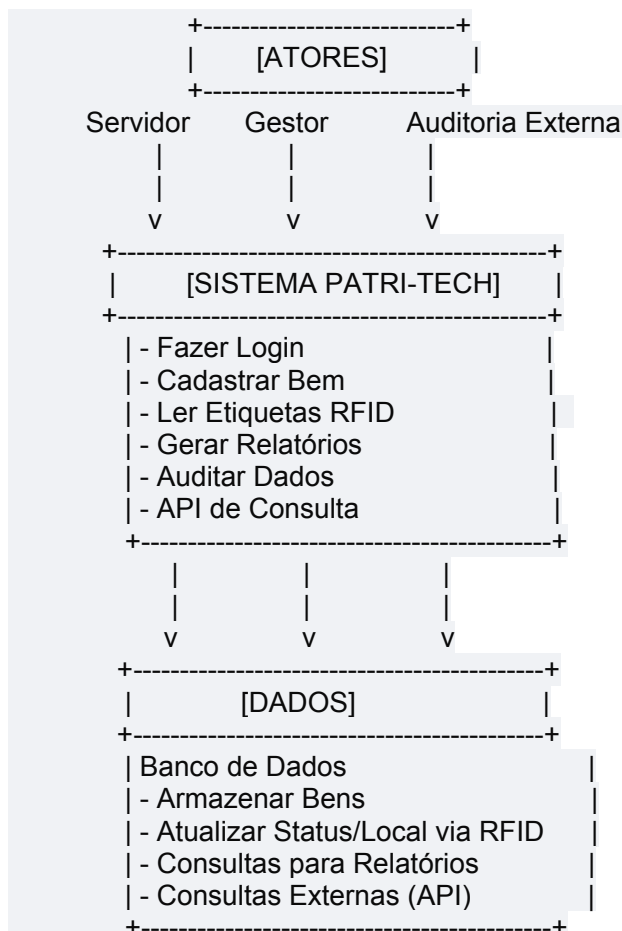 +---------------------------+
| [ATORES] |
+---------------------------+
Servidor Gestor Auditoria Externa
| | |
| | |
v v v
+----------------------------------------------+
| [SISTEMA PATRI-TECH] |
+----------------------------------------------+
| - Fazer Login |
| - Cadastrar Bem |
| - Ler Etiquetas RFID |
| - Gerar Relatórios |
| - Auditar Dados |
| - API de Consulta |
+----------------------------------------------+
| | |
| | |
v v v
+---------------------------------------------+
| [DADOS] |
+---------------------------------------------+
| Banco de Dados |
| - Armazenar Bens |
| - Atualizar Status/Local via RFID |
| - Consultas para Relatórios |
| - Consultas Externas (API) |
+---------------------------------------------+